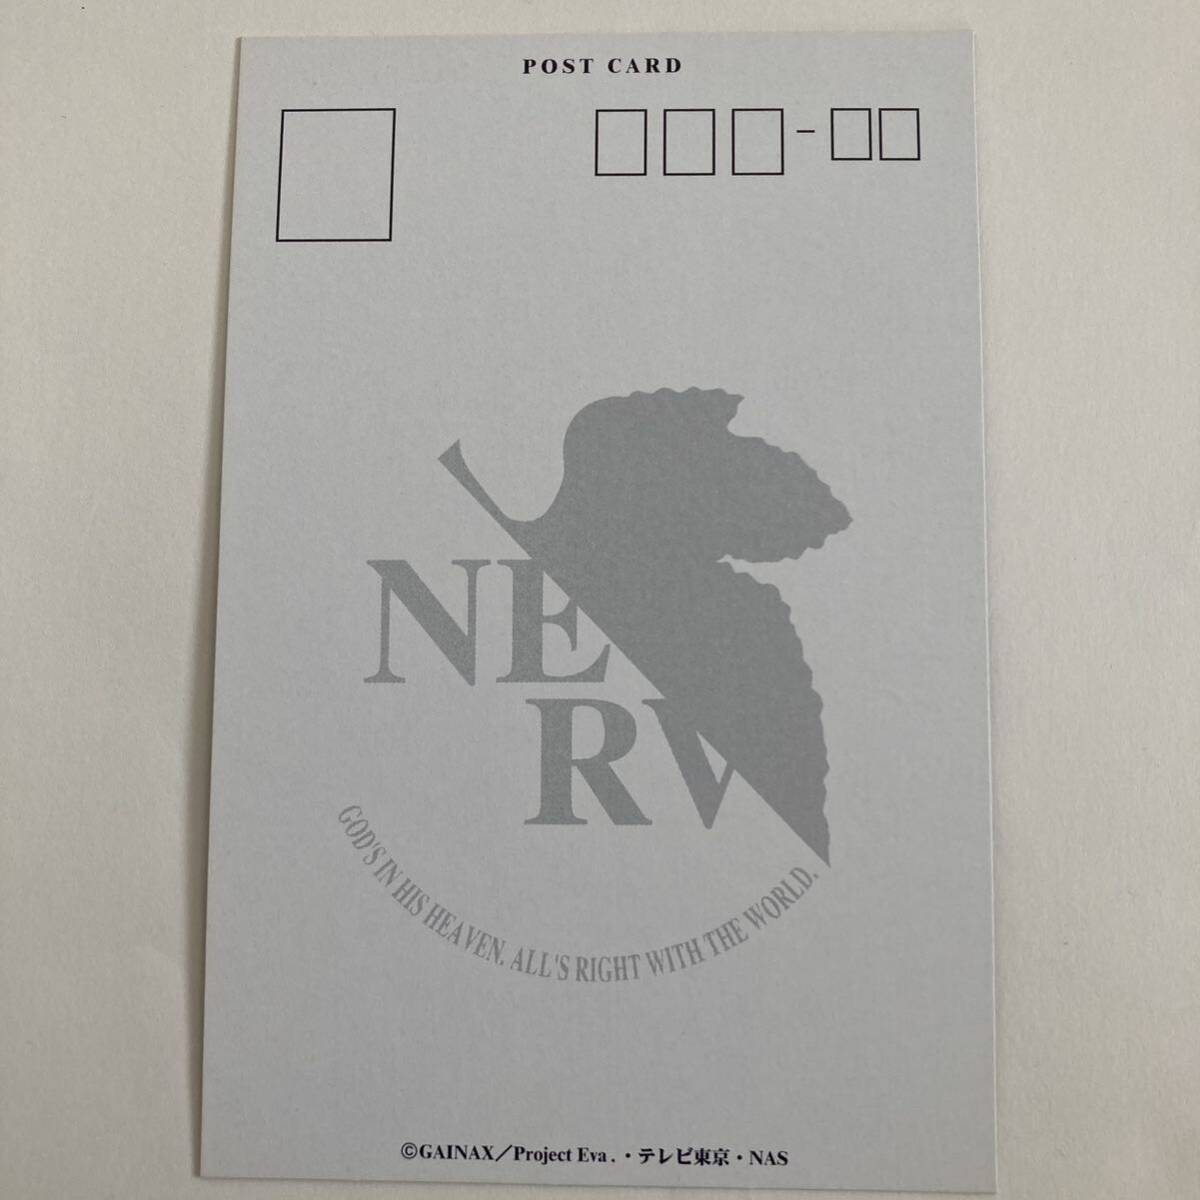 POST CARD
NE
RV
GOD'S IN HIS HEAVEN. ALL'S RIGHT WITH THE WORLD.
©GAINAX／Project Eva.・テレビ東京・NAS